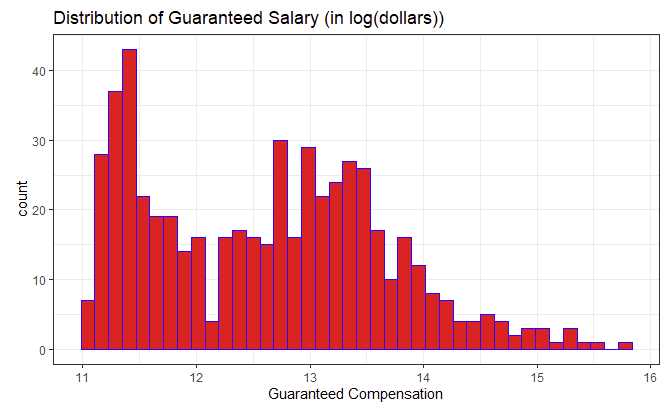 Distribution of Guaranteed Salary (in log(dollars))
40
30
20
10
0
count
11 12 13 14 15 16
Guaranteed Compensation